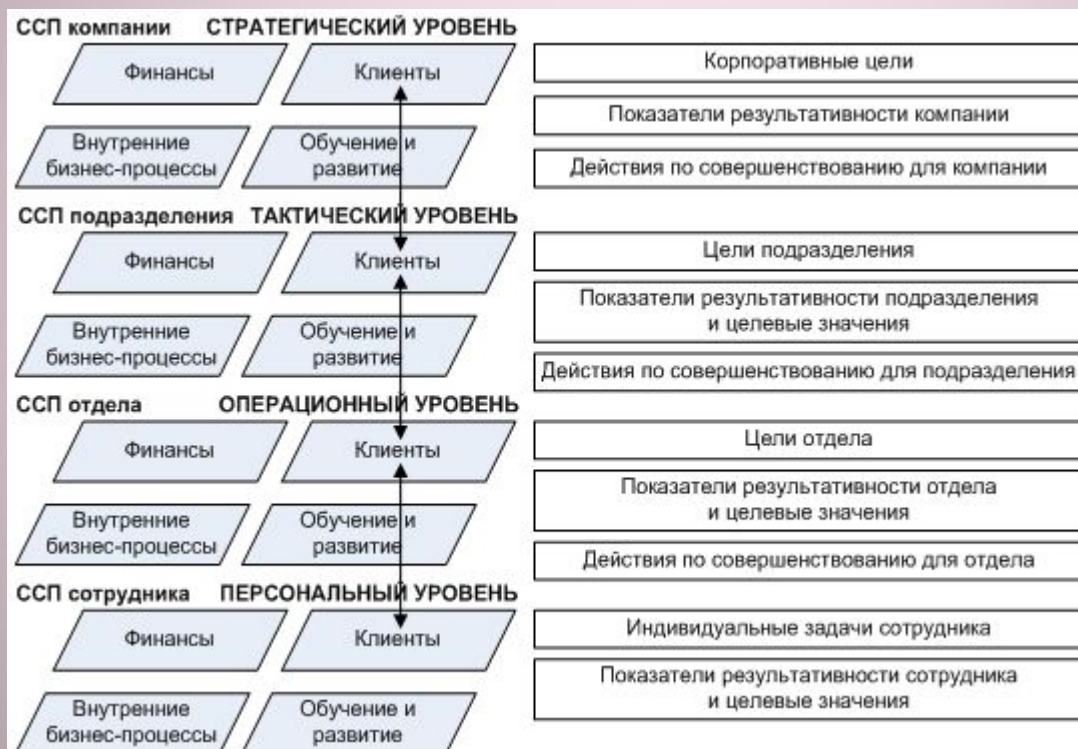 ССП компании СТРАТЕГИЧЕСКИЙ УРОВЕНЬ
Финансы
Клиенты
Внутренние
бизнес-процессы
Обучение и
развитие
Корпоративные цели
Показатели результативности компании
Действия по совершенствованию для компании
ССП подразделения ТАКТИЧЕСКИЙ УРОВЕНЬ
Финансы
Клиенты
Внутренние
бизнес-процессы
Обучение и
развитие
Цели подразделения
Показатели результативности подразделения
и целевые значения
Действия по совершенствованию для подразделения
ССП отдела ОПЕРАЦИОННЫЙ УРОВЕНЬ
Финансы
Клиенты
Внутренние
бизнес-процессы
Обучение и
развитие
Цели отдела
Показатели результативности отдела
и целевые значения
Действия по совершенствованию для отдела
ССП сотрудника ПЕРСОНАЛЬНЫЙ УРОВЕНЬ
Финансы
Клиенты
Внутренние
бизнес-процессы
Обучение и
развитие
Индивидуальные задачи сотрудника
Показатели результативности сотрудника
и целевые значения